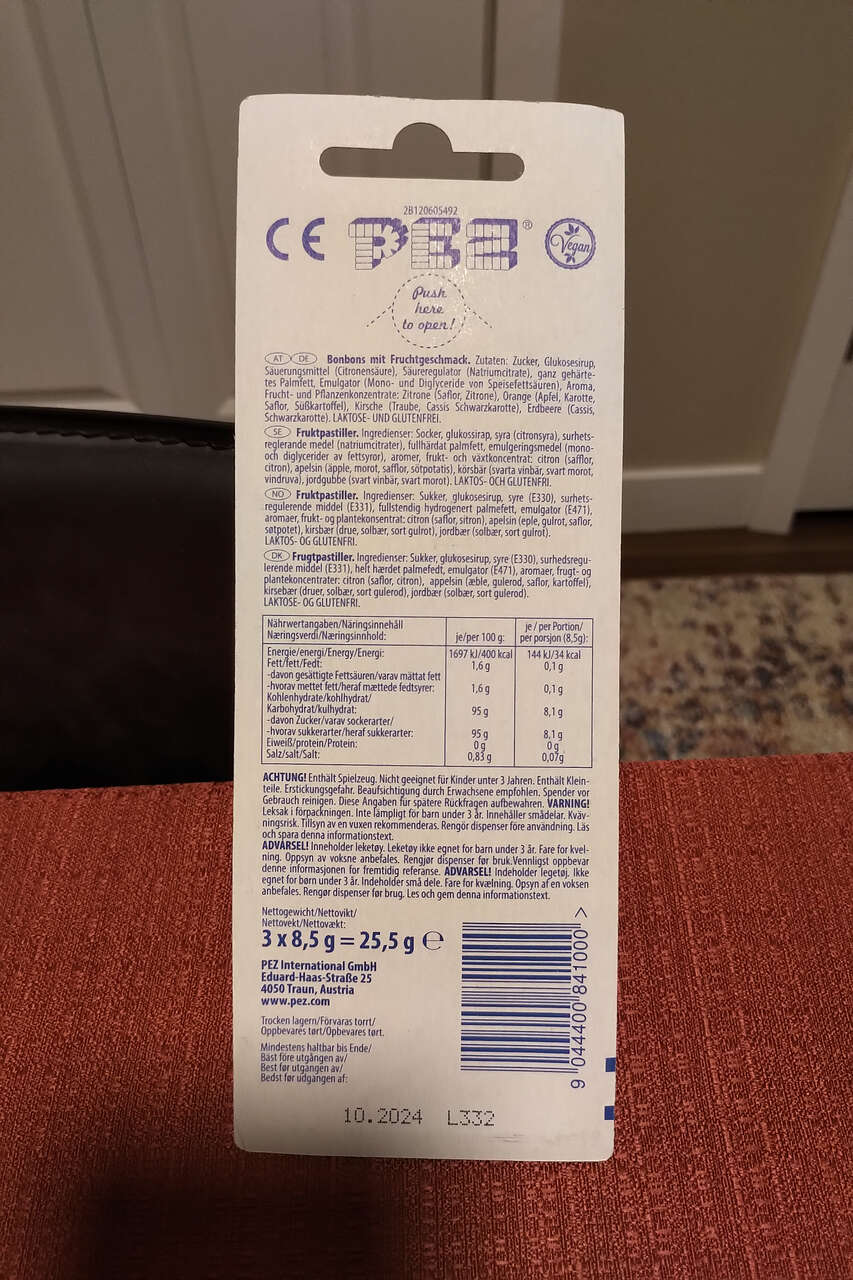 2B120605492
CE PEZ® Vegan
Push
here
to open!
AT DE Bonbons mit Fruchtgeschmack. Zutaten: Zucker, Glukosesirup,
Säuerungsmittel (Citronensäure), Säureregulator (Natriumcitrate), ganz gehärte-
tes Palmfett, Emulgator (Mono- und Diglyceride von Speisefettsäuren), Aroma,
Frucht- und Pflanzenkonzentrate: Zitrone (Saflor, Zitrone), Orange (Apfel, Karotte,
Saflor, Süßkartoffel), Kirsche (Traube, Cassis Schwarzkarotte), Erdbeere (Cassis,
Schwarzkarotte). LAKTOSE- UND GLUTENFREI.
SE Fruktpastiller. Ingredienser: Socker, glukossirap, syra (citronsyra), surhets-
reglerande medel (natriumcitrater), fullhärdat palmfett, emulgeringsmedel (mono-
och diglycerider av fettsyror), aromer, frukt- och växtkoncentrat: citron (safflor,
citron), apelsin (äpple, morot, safflor, sötpotatis), körsbär (svarta vinbär, svart morot,
vindruva), jordgubbe (svart vinbär, svart morot). LAKTOS- OCH GLUTENFRI.
NO Fruktpastiller. Ingredienser: Sukker, glukosesirup, syre (E330), surhets-
regulerende middel (E331), fullstendig hydrogenert palmefett, emulgator (E471),
aromaer, frukt- og plantekonsentrat: citron (saflor, sitron), apelsin (eple, gulrot, saflor,
søtpotet), kirsbær (drue, solbær, sort gulrot), jordbær (solbær, sort gulrot).
LAKTOS- OG GLUTENFRI.
DK Frugtpastiller. Ingredienser: Sukker, glukosesirup, syre (E330), surhedsregu-
lerende middel (E331), helt hærdet palmefedt, emulgator (E471), aromaer, frugt- og
plantekoncentrater: citron (saflor, citron), appelsin (æble, gulerod, saflor, kartoffel),
kirsebær (druer, solbær, sort gulerod), jordbær (solbær, sort gulerod).
LAKTOSE- OG GLUTENFRI.
Nährwertangaben/Näringsinnehåll
Næringsverdi/Næringsinnhold: je/per 100 g: je / per Portion/
per porsjon (8,5g):
Energie/energi/Energy/Energi: 1697 kJ/400 kcal 144 kJ/34 kcal
Fett/fett/Fedt: 1,6 g 0,1 g
-davon gesättigte Fettsäuren/varav mättat fett
-hvorav mettet fett/heraf mættede fedtsyrer: 1,6 g 0,1 g
Kohlenhydrate/kohlhydrat/
Karbohydrat/kulhydrat: 95 g 8,1 g
-davon Zucker/varav sockerarter/
-hvorav sukkerarter/heraf sukkerarter: 95 g 8,1 g
Eiweiß/protein/Protein: 0 g 0 g
Salz/salt/Salt: 0,83 g 0,07g
ACHTUNG! Enthält Spielzeug. Nicht geeignet für Kinder unter 3 Jahren. Enthält Klein-
teile. Erstickungsgefahr. Beaufsichtigung durch Erwachsene empfohlen. Spender vor
Gebrauch reinigen. Diese Angaben für spätere Rückfragen aufbewahren. VARNING!
Leksak i förpackningen. Inte lämpligt för barn under 3 år. Innehåller smådelar. Kväv-
ningsrisk. Tillsyn av en vuxen rekommenderas. Rengör dispenser före användning. Läs
och spara denna informationstext.
ADVARSEL! Inneholder leketøy. Leketøy ikke egnet for barn under 3 år. Fare for kvel-
ning. Oppsyn av voksne anbefales. Rengjør dispenser før bruk.Vennligst oppbevar
denne informasjonen for fremtidig referanse. ADVARSEL! Indeholder legetøj. Ikke
egnet for børn under 3 år. Indeholder små dele. Fare for kvælning. Opsyn af en voksen
anbefales. Rengør dispenser før brug. Les och gem denna informationstext.
Nettogewicht/Nettovikt/
Nettovekt/Nettovækt:
3 x 8,5 g = 25,5 g ℮
PEZ International GmbH
Eduard-Haas-Straße 25
4050 Traun, Austria
www.pez.com
Trocken lagern/Förvaras torrt/
Oppbevares tørt/Opbevares tørt.
Mindestens haltbar bis Ende/
Bäst före utgången av/
Best før utgangen av/
Bedst før udgangen af:
9 044400 841000 >
10.2024 L332